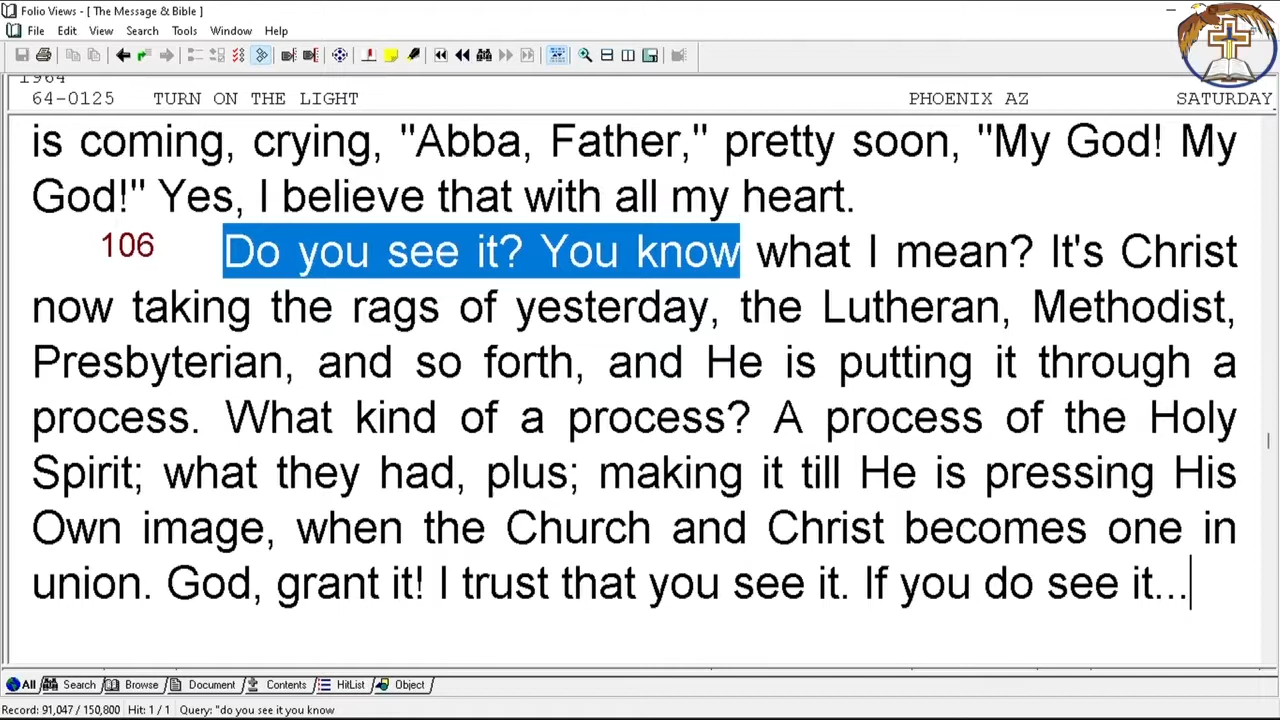 Folio Views - [ The Message & Bible ]
File Edit View Search Tools Window Help
1964
64-0125 TURN ON THE LIGHT PHOENIX AZ SATURDAY
is coming, crying, "Abba, Father," pretty soon, "My God! My
God!" Yes, I believe that with all my heart.
106 Do you see it? You know what I mean? It's Christ
now taking the rags of yesterday, the Lutheran, Methodist,
Presbyterian, and so forth, and He is putting it through a
process. What kind of a process? A process of the Holy
Spirit; what they had, plus; making it till He is pressing His
Own image, when the Church and Christ becomes one in
union. God, grant it! I trust that you see it. If you do see it...
All Search Browse Document Contents HitList Object
Record: 91,047 / 150,800 Hit: 1 / 1 Query: "do you see it you know